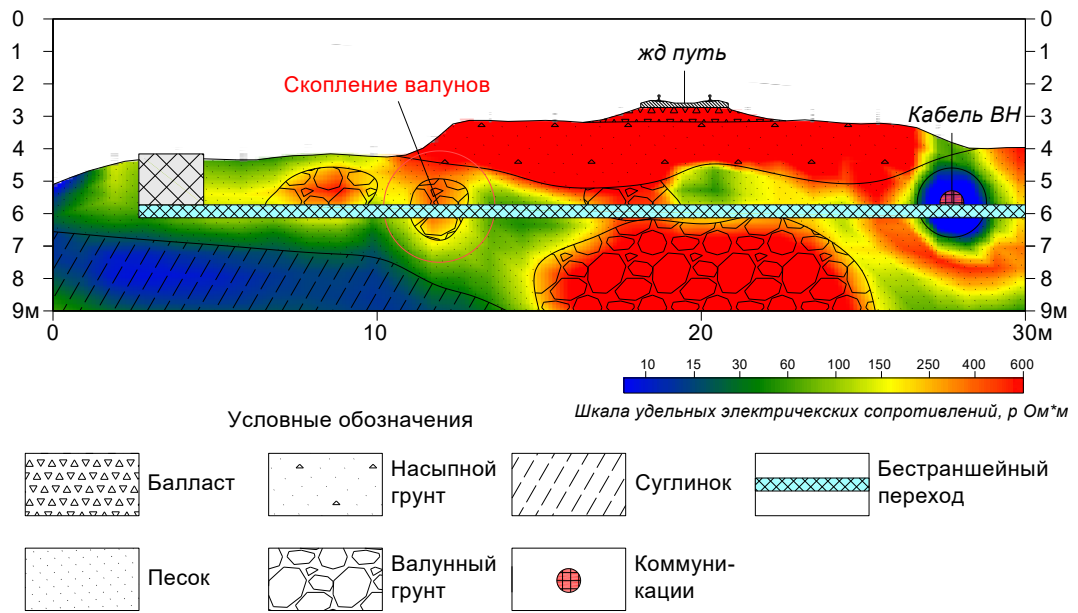 0
1
2
3
4
5
6
7
8
9м
0
1
2
3
4
5
6
7
8
9м
жд путь
Скопление валунов
Кабель ВН
0
10
20
30м
10 15 30 60 100 150 250 400 600
Шкала удельных электричекских сопротивлений, р Ом*м
Условные обозначения
Балласт
Насыпной
грунт
Суглинок
Бестраншейный
переход
Песок
Валунный
грунт
Коммуни-
кации